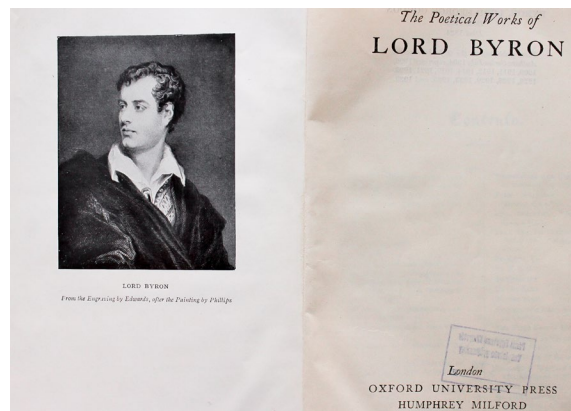 LORD BYRON
From the Engraving by Edwards, after the Painting by Phillips
The Poetical Works of
LORD BYRON
London
OXFORD UNIVERSITY PRESS
HUMPHREY MILFORD